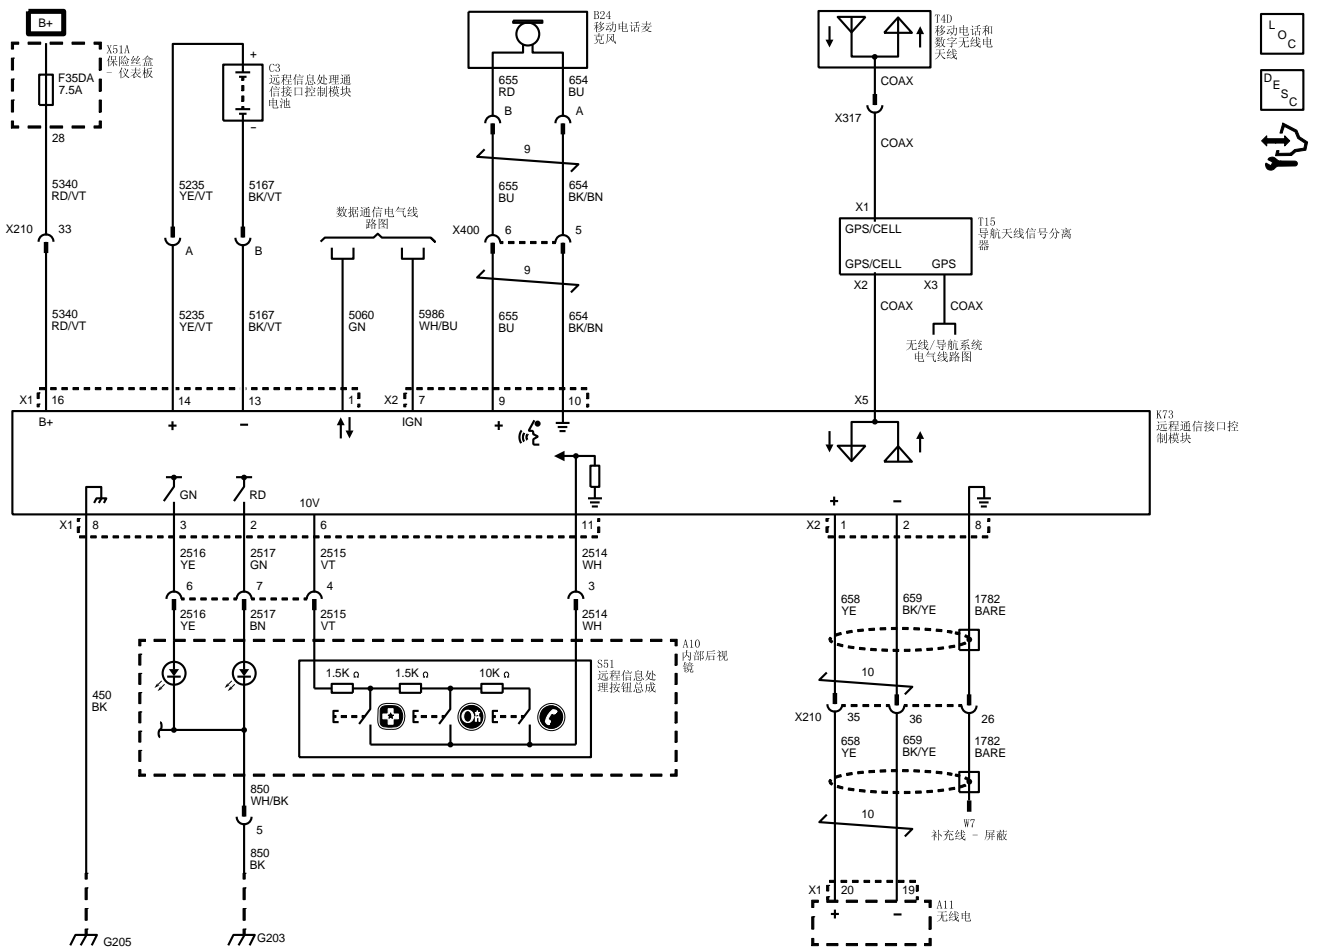 B+
X51A
保险丝盒
- 仪表板
F35DA
7.5A
28
5340
RD/VT
X210
33
5340
RD/VT
C3
远程信息处理通
信接口控制模块
电池
+
−
5235
YE/VT
5167
BK/VT
A
B
5235
YE/VT
5167
BK/VT
数据通信电气线
路图
5060
GN
5986
WH/BU
B24
移动电话麦
克风
655
RD
654
BU
B
A
9
655
BU
654
BK/BN
X400
6
5
9
655
BU
654
BK/BN
T4D
移动电话和
数字无线电
天线
COAX
X317
COAX
X1
T15
导航天线信号分离
器
GPS/CELL
GPS/CELL
GPS
X2
X3
COAX
COAX
无线/导航系统
电气线路图
L
O
C
D
E
S
C
X1
16
14
13
1
X2
7
9
10
X5
B+
+
−
IGN
+
K73
远程通信接口控
制模块
GN
RD
10V
+
−
X1
8
3
2
6
11
X2
1
2
8
2516
YE
2517
GN
2515
VT
2514
WH
6
7
4
3
2516
YE
2517
BN
2515
VT
2514
WH
A10
内部后视
镜
S51
远程信息处
理按钮总成
1.5K Ω
1.5K Ω
10K Ω
450
BK
850
WH/BK
5
850
BK
G205
G203
658
YE
659
BK/YE
1782
BARE
10
X210
35
36
26
658
YE
659
BK/YE
1782
BARE
10
W7
补充线 - 屏蔽
X1
20
19
+
−
A11
无线电